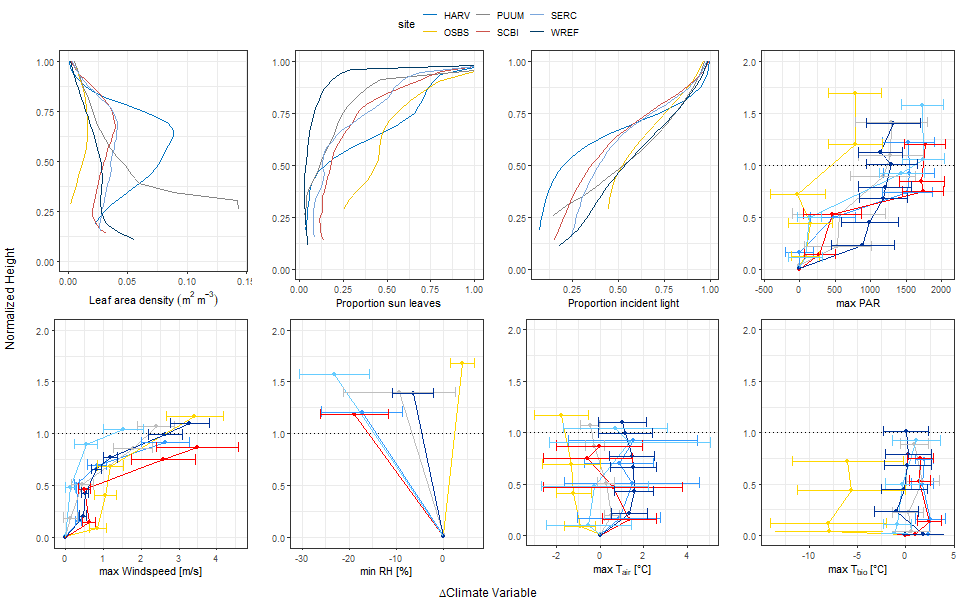 site HARV PUUM SERC
OSBS SCBI WREF
Normalized Height
1.00 0.75 0.50 0.25 0.00
0.00 0.05 0.10 0.15
Leaf area density (m² m⁻³)
1.00 0.75 0.50 0.25 0.00
0.00 0.25 0.50 0.75 1.00
Proportion sun leaves
1.00 0.75 0.50 0.25 0.00
0.25 0.50 0.75 1.00
Proportion incident light
2.0 1.5 1.0 0.5 0.0
-500 0 500 1000 1500 2000
max PAR
2.0 1.5 1.0 0.5 0.0
0 1 2 3 4
max Windspeed [m/s]
2.0 1.5 1.0 0.5 0.0
-30 -20 -10 0
min RH [%]
2.0 1.5 1.0 0.5 0.0
-2 0 2 4
max Tair [°C]
2.0 1.5 1.0 0.5 0.0
-10 -5 0 5
max Tbio [°C]
ΔClimate Variable